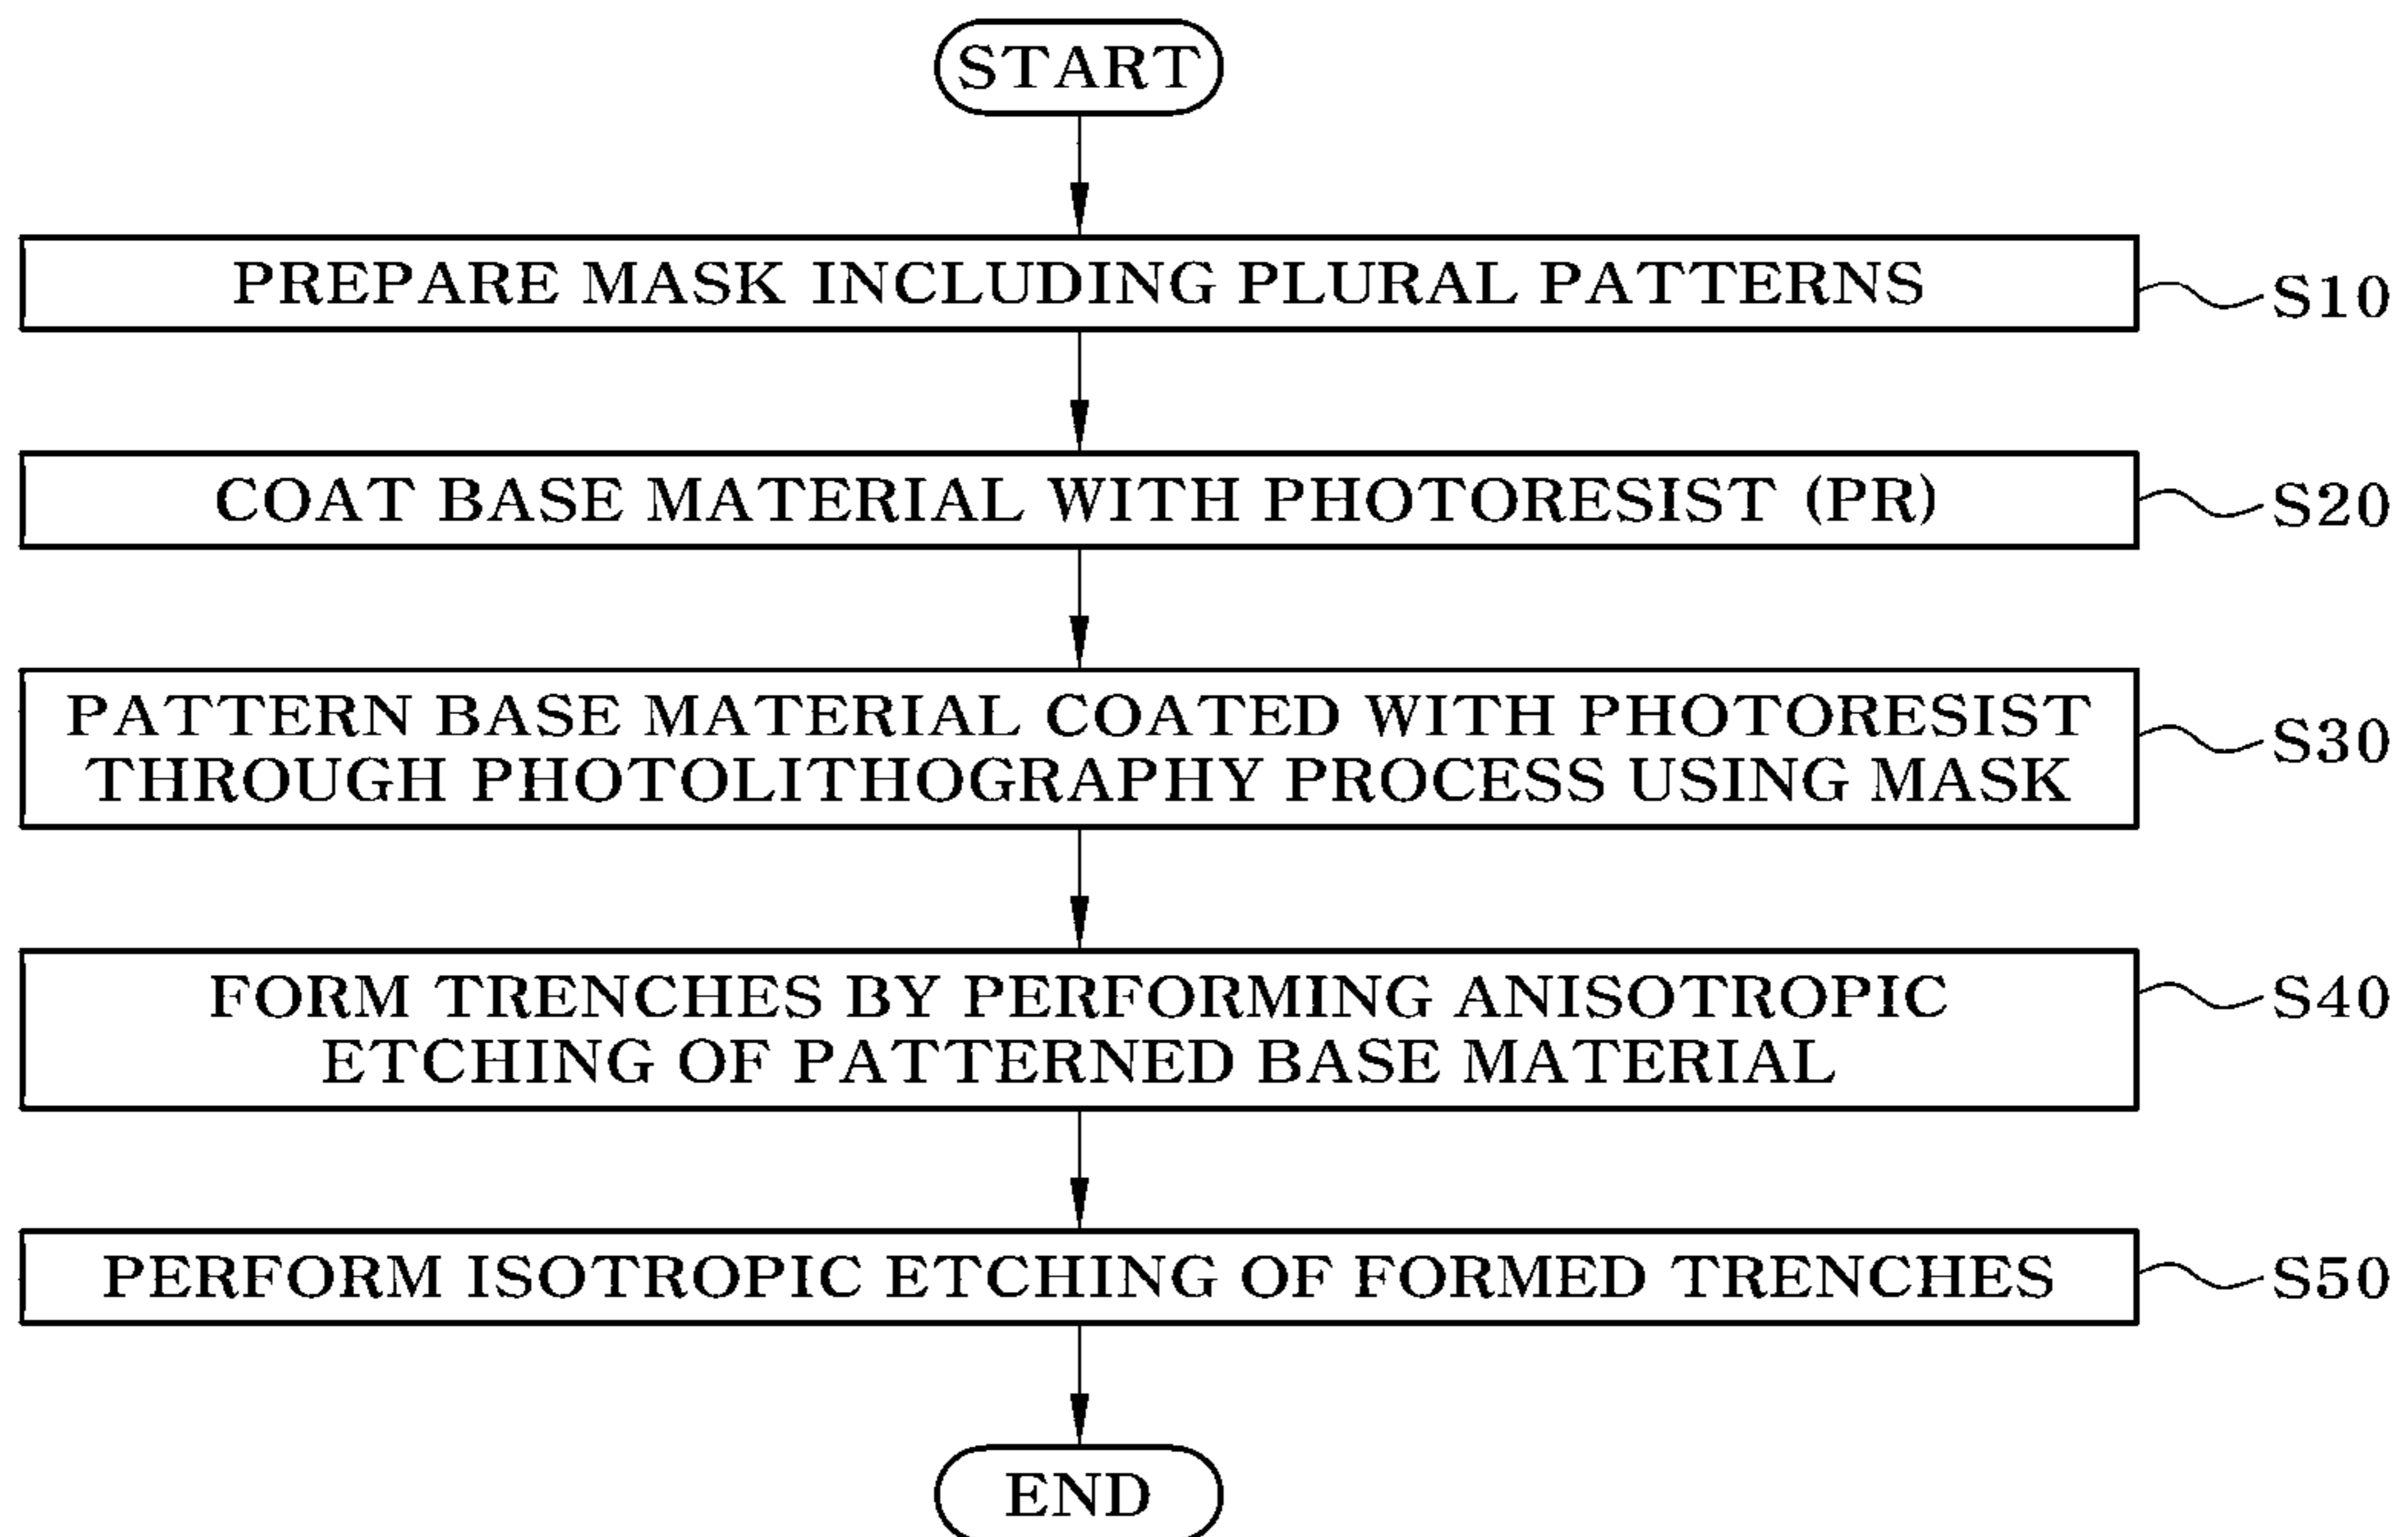 START
PREPARE MASK INCLUDING PLURAL PATTERNS
S10
COAT BASE MATERIAL WITH PHOTORESIST (PR)
S20
PATTERN BASE MATERIAL COATED WITH PHOTORESIST
THROUGH PHOTOLITHOGRAPHY PROCESS USING MASK
S30
FORM TRENCHES BY PERFORMING ANISOTROPIC
ETCHING OF PATTERNED BASE MATERIAL
S40
PERFORM ISOTROPIC ETCHING OF FORMED TRENCHES
S50
END